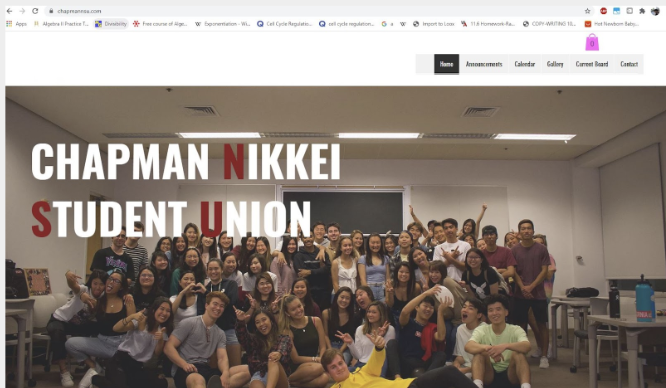 chapmannsu.com
Apps Algebra II Practice T... Divisibility Free course of Alge... Exponentiation - Wi... Cell Cycle Regulatio... cell cycle regulation... G a Import to Loos 11.6 Homework-Ra... COPY-WRITING 10... Hot Newborn Baby...
0
Home Announcements Calendar Gallery Current Board Contact
CHAPMAN NIKKEI
STUDENT UNION